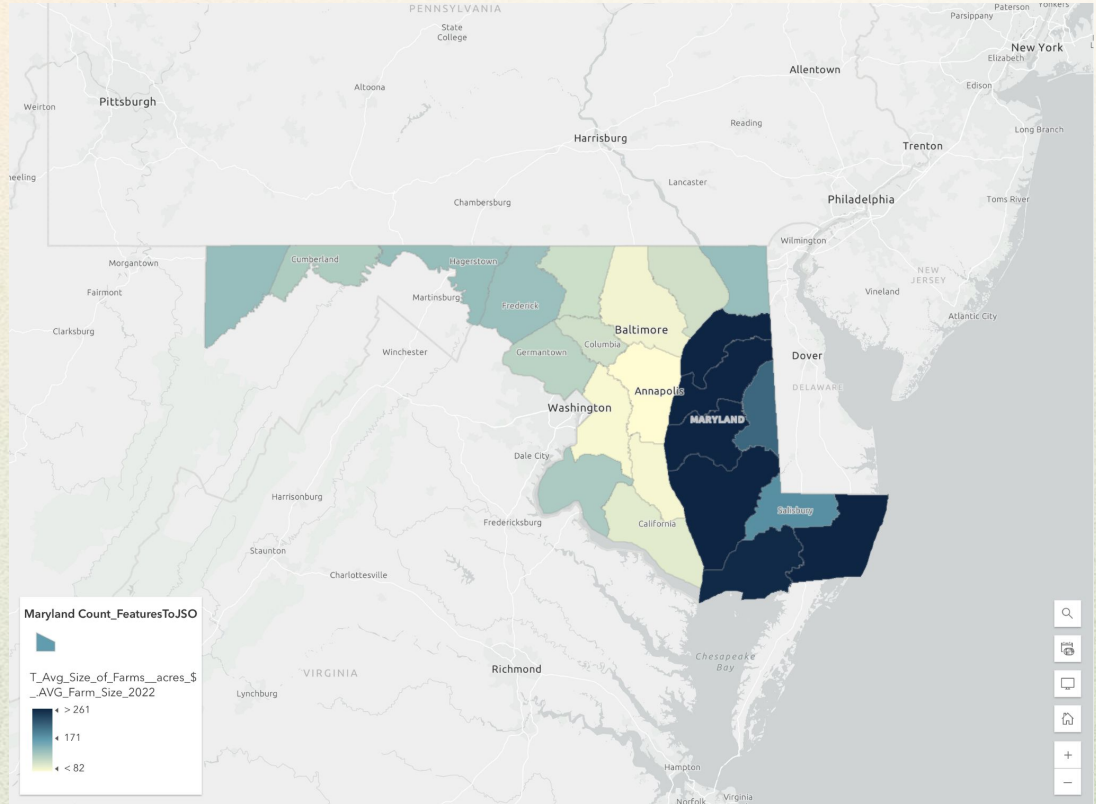 PENNSYLVANIA
Paterson
Yonkers
Parsippany
State
College
New York
Elizabeth
Allentown
Altoona
Edison
Weirton
Pittsburgh
Reading
Long Branch
Harrisburg
Trenton
Lancaster
Philadelphia
Toms River
Chambersburg
Wilmington
Morgantown
Cumberland
Hagerstown
NEW
JERSEY
Fairmont
Martinsburg
Vineland
Frederick
Atlantic City
Clarksburg
Baltimore
Columbia
Winchester
Germantown
Dover
DELAWARE
Annapolis
Washington
MARYLAND
Dale City
Harrisonburg
Salisbury
Fredericksburg
California
Staunton
Charlottesville
Maryland Count_FeaturesToJSO
T_Avg_Size_of_Farms__acres_$
_.AVG_Farm_Size_2022
> 261
171
< 82
VIRGINIA
Richmond
Chesapeake
Bay
Lynchburg
Hampton
Norfolk
Virginia
+
−